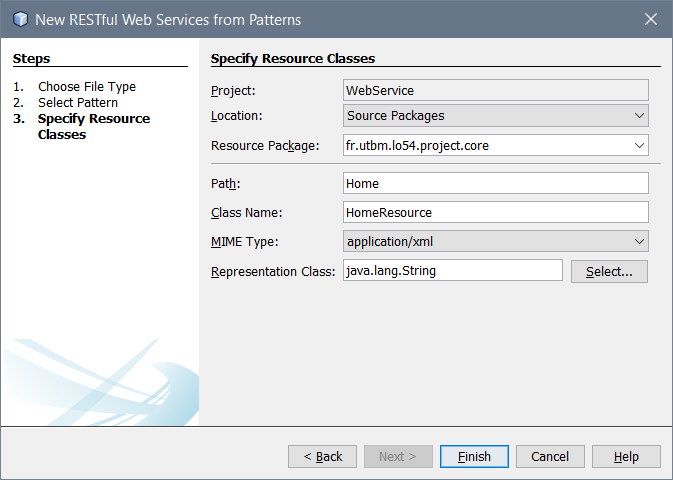 New RESTful Web Services from Patterns
Steps
1. Choose File Type
2. Select Pattern
3. Specify Resource
Classes
Specify Resource Classes
Project: WebService
Location: Source Packages
Resource Package: fr.utbm.lo54.project.core
Path: Home
Class Name: HomeResource
MIME Type: application/xml
Representation Class: java.lang.String Select...
< Back Next > Finish Cancel Help